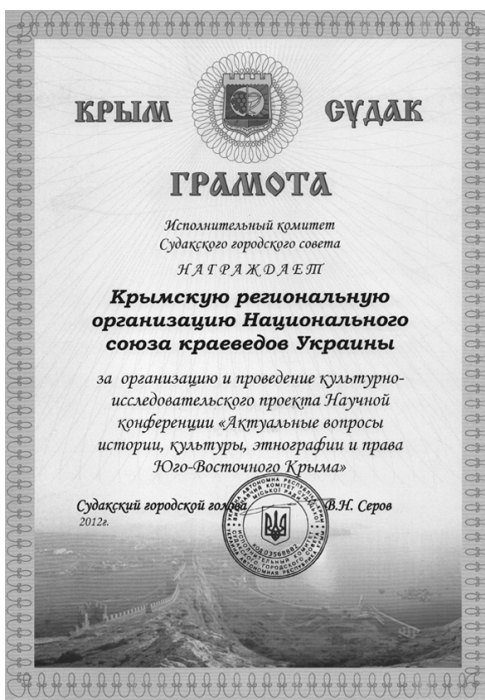 КРЫМ СУДАК
ГРАМОТА
Исполнительный комитет
Судакского городского совета
НАГРАЖДАЕТ
Крымскую региональную
организацию Национального
союза краеведов Украины
за организацию и проведение культурно-
исследовательского проекта Научной
конференции «Актуальные вопросы
истории, культуры, этнографии и права
Юго-Восточного Крыма»
Судакский городской голова В.Н. Серов
2012г.